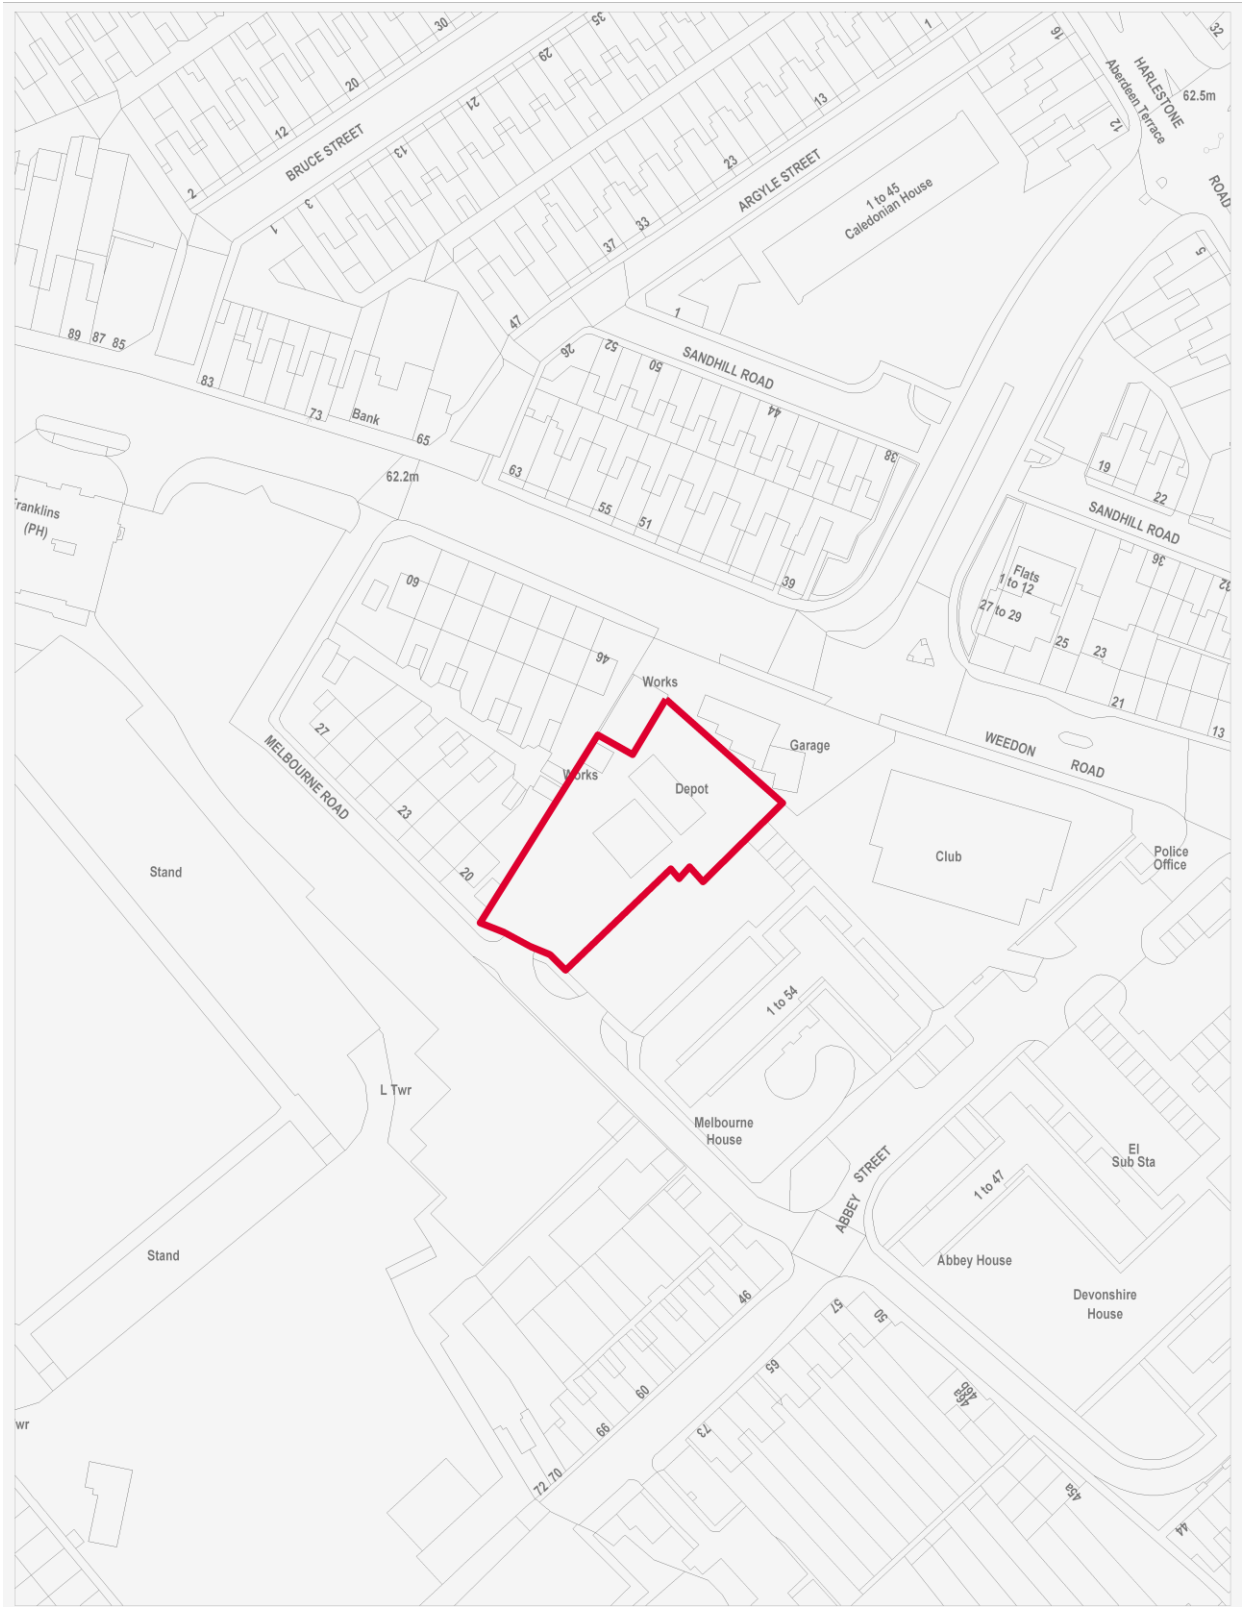 30
35
1
16
32
HARLESTONE
Aberdeen Terrace
62.5m
29
20
21
13
12
12
BRUCE STREET
13
23
ARGYLE STREET
1 to 45
Caledonian House
ROAD
2
3
1
33
37
5
47
1
89
87
85
26
52
50
SANDHILL ROAD
83
73
Bank
65
44
38
62.2m
63
55
51
39
19
22
SANDHILL ROAD
36
32
Franklins
(PH)
60
46
Flats
1 to 12
27 to 29
25
23
21
13
Works
27
MELBOURNE ROAD
Works
Depot
Garage
WEEDON
ROAD
23
20
Stand
Club
Police
Office
1 to 54
L Twr
Melbourne
House
ABBEY
STREET
El
Sub Sta
1 to 47
Stand
Abbey House
Devonshire
House
46
57
50
65
60
46b
46a
66
73
wr
72
70
45a
44